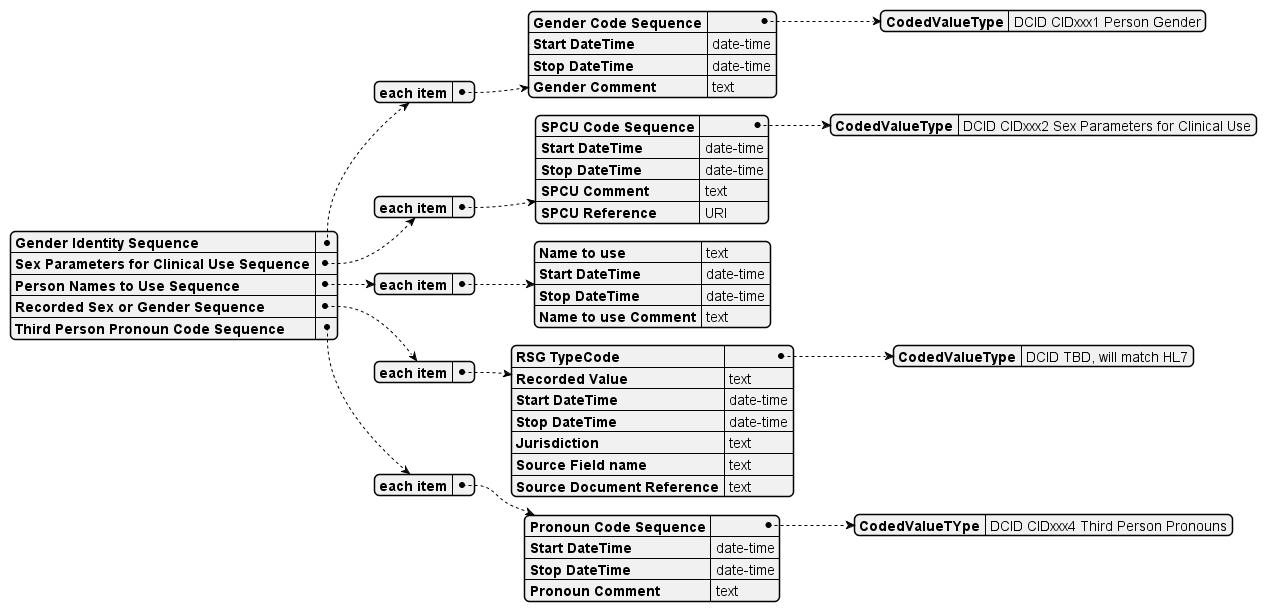 Gender Identity Sequence
Sex Parameters for Clinical Use Sequence
Person Names to Use Sequence
Recorded Sex or Gender Sequence
Third Person Pronoun Code Sequence
each item
Gender Code Sequence
Start DateTime date-time
Stop DateTime date-time
Gender Comment text
CodedValueType DCID CIDxxx1 Person Gender
each item
SPCU Code Sequence
Start DateTime date-time
Stop DateTime date-time
SPCU Comment text
SPCU Reference URI
CodedValueType DCID CIDxxx2 Sex Parameters for Clinical Use
each item
Name to use text
Start DateTime date-time
Stop DateTime date-time
Name to use Comment text
each item
RSG TypeCode
Recorded Value text
Start DateTime date-time
Stop DateTime date-time
Jurisdiction text
Source Field name text
Source Document Reference text
CodedValueType DCID TBD, will match HL7
each item
Pronoun Code Sequence
Start DateTime date-time
Stop DateTime date-time
Pronoun Comment text
CodedValueTYpe DCID CIDxxx4 Third Person Pronouns